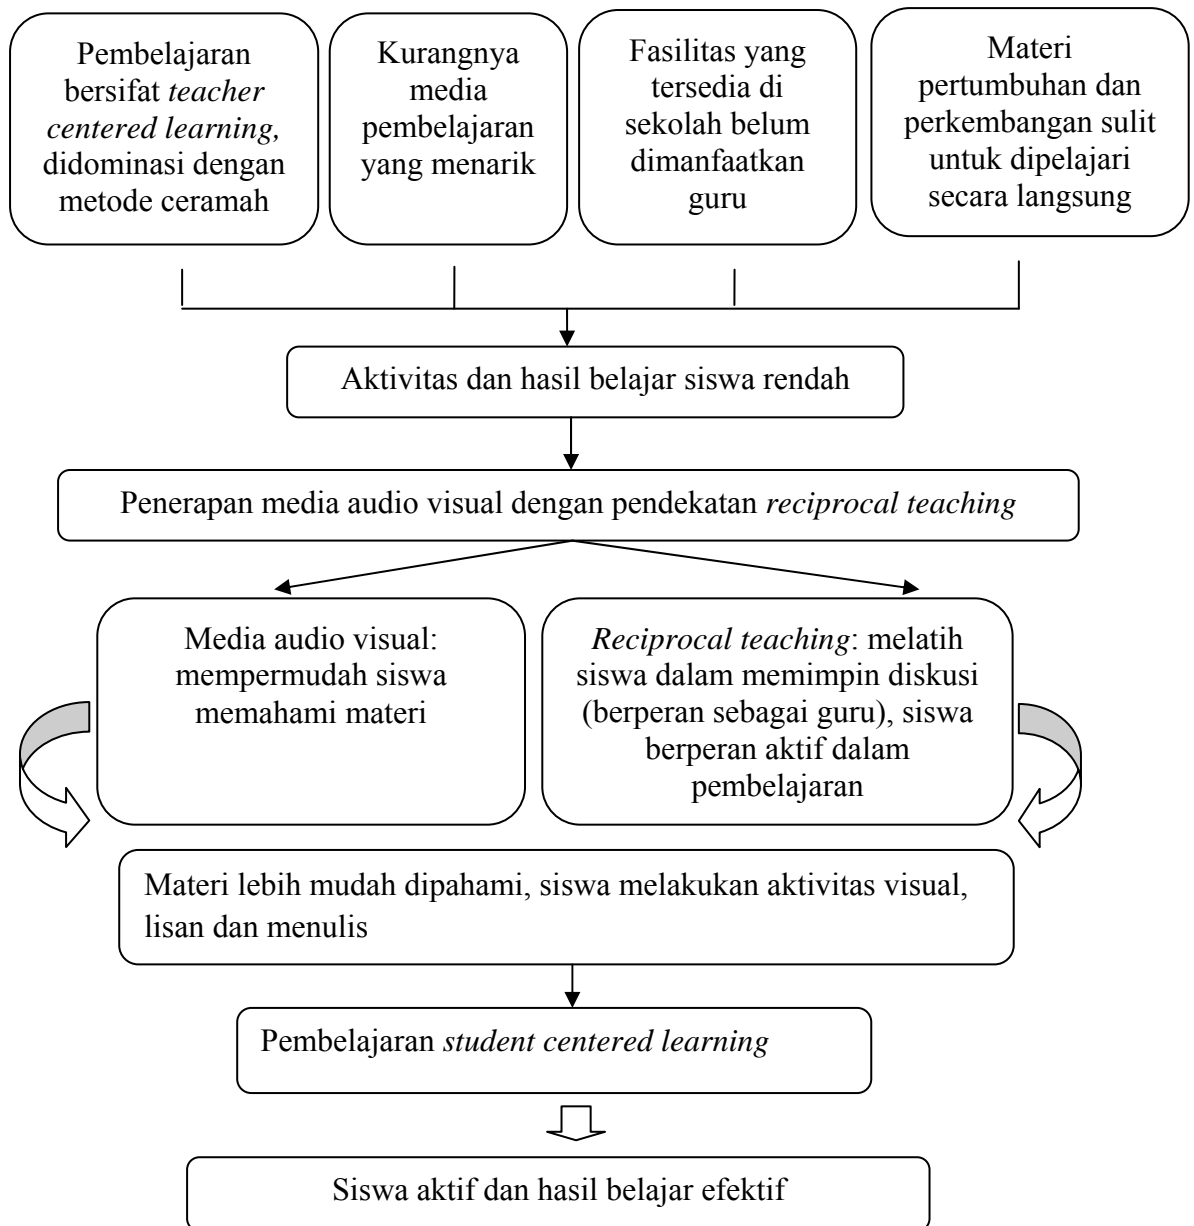 Pembelajaran
bersifat teacher
centered learning,
didominasi dengan
metode ceramah
Kurangnya
media
pembelajaran
yang menarik
Fasilitas yang
tersedia di
sekolah belum
dimanfaatkan
guru
Materi
pertumbuhan dan
perkembangan sulit
untuk dipelajari
secara langsung
Aktivitas dan hasil belajar siswa rendah
Penerapan media audio visual dengan pendekatan reciprocal teaching
Media audio visual:
mempermudah siswa
memahami materi
Reciprocal teaching: melatih
siswa dalam memimpin diskusi
(berperan sebagai guru), siswa
berperan aktif dalam
pembelajaran
Materi lebih mudah dipahami, siswa melakukan aktivitas visual,
lisan dan menulis
Pembelajaran student centered learning
Siswa aktif dan hasil belajar efektif